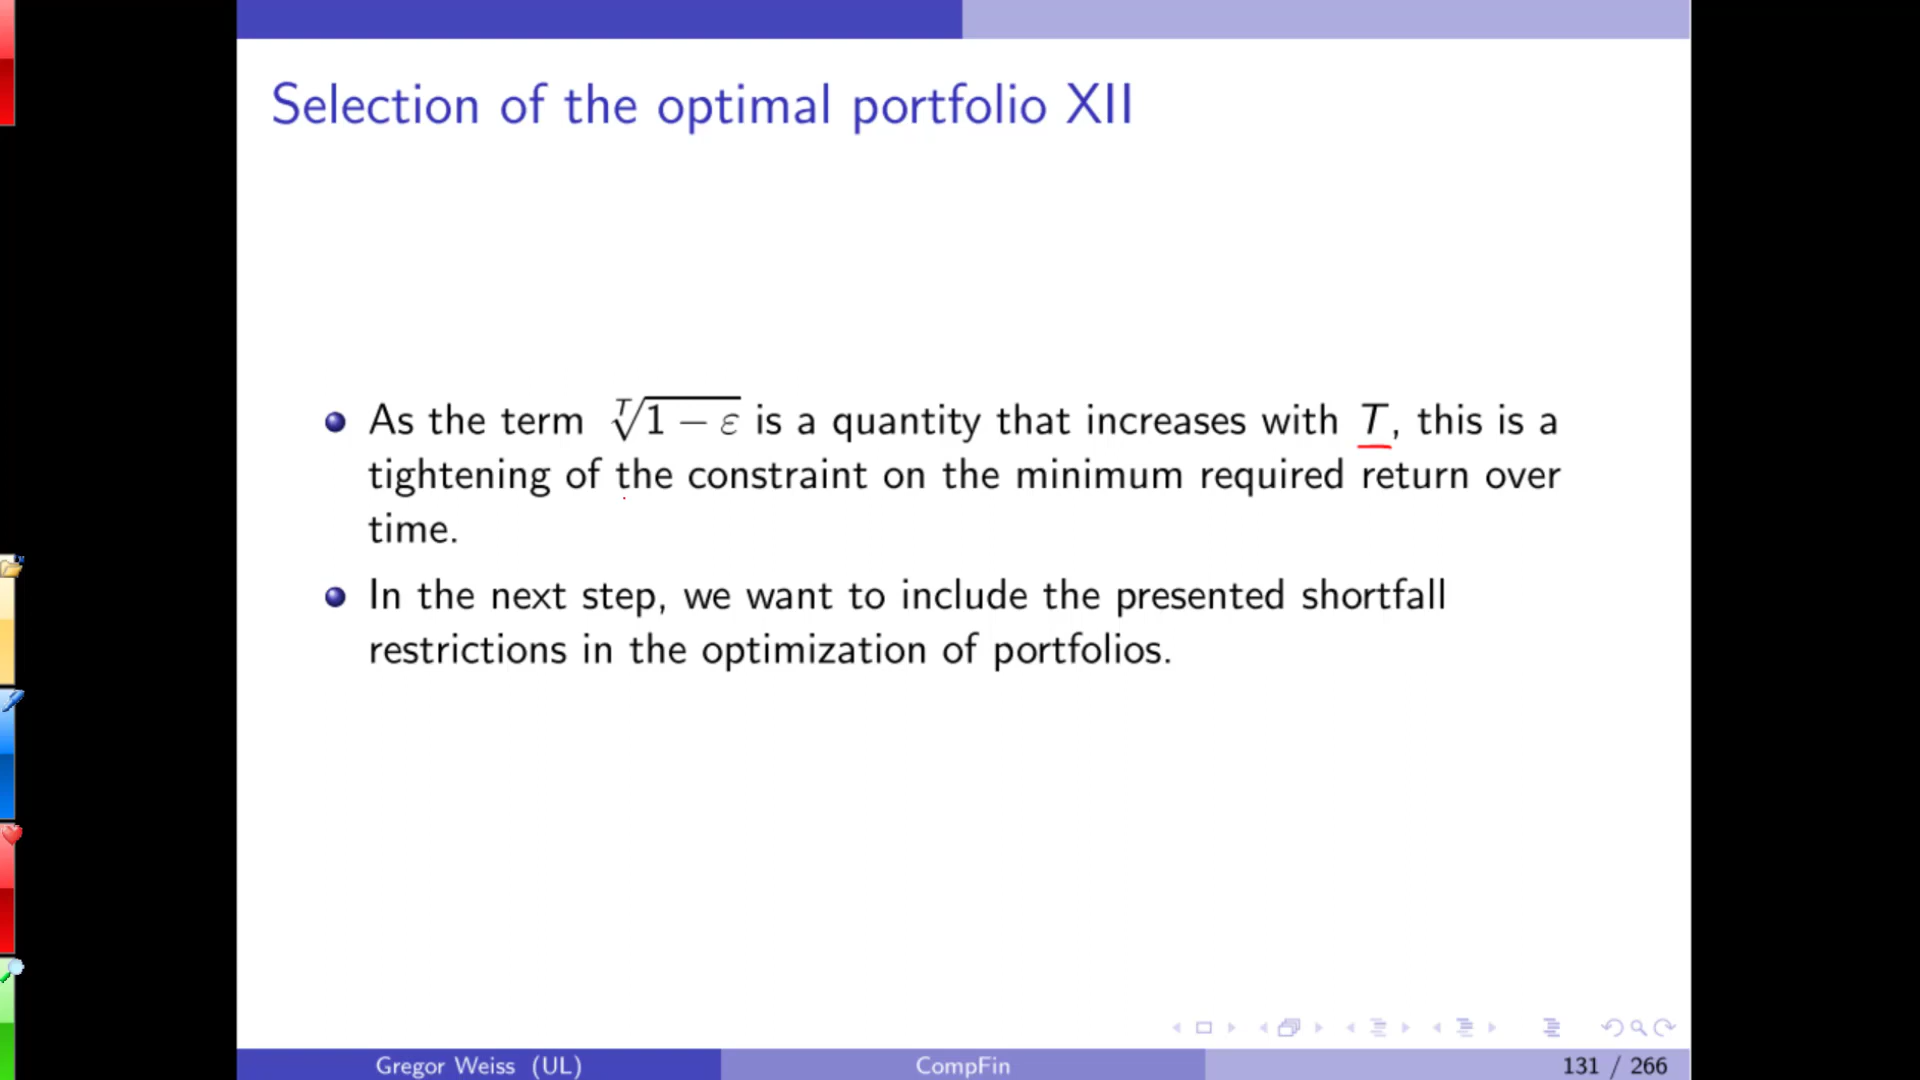 Selection of the optimal portfolio XII
As the term \sqrt[T]{1 − ε} is a quantity that increases with T, this is a
tightening of the constraint on the minimum required return over
time.
In the next step, we want to include the presented shortfall
restrictions in the optimization of portfolios.
Gregor Weiss (UL)
CompFin
131 / 266